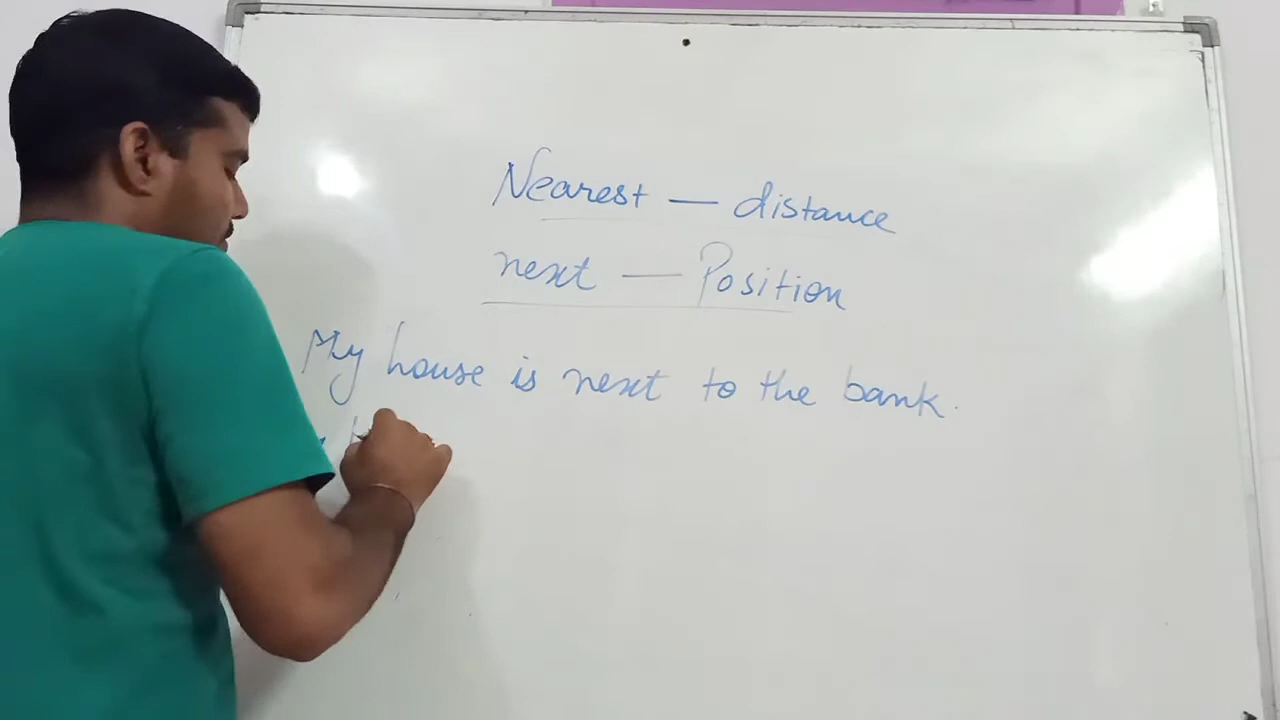 Nearest — distance
next — Position
My house is next to the bank.